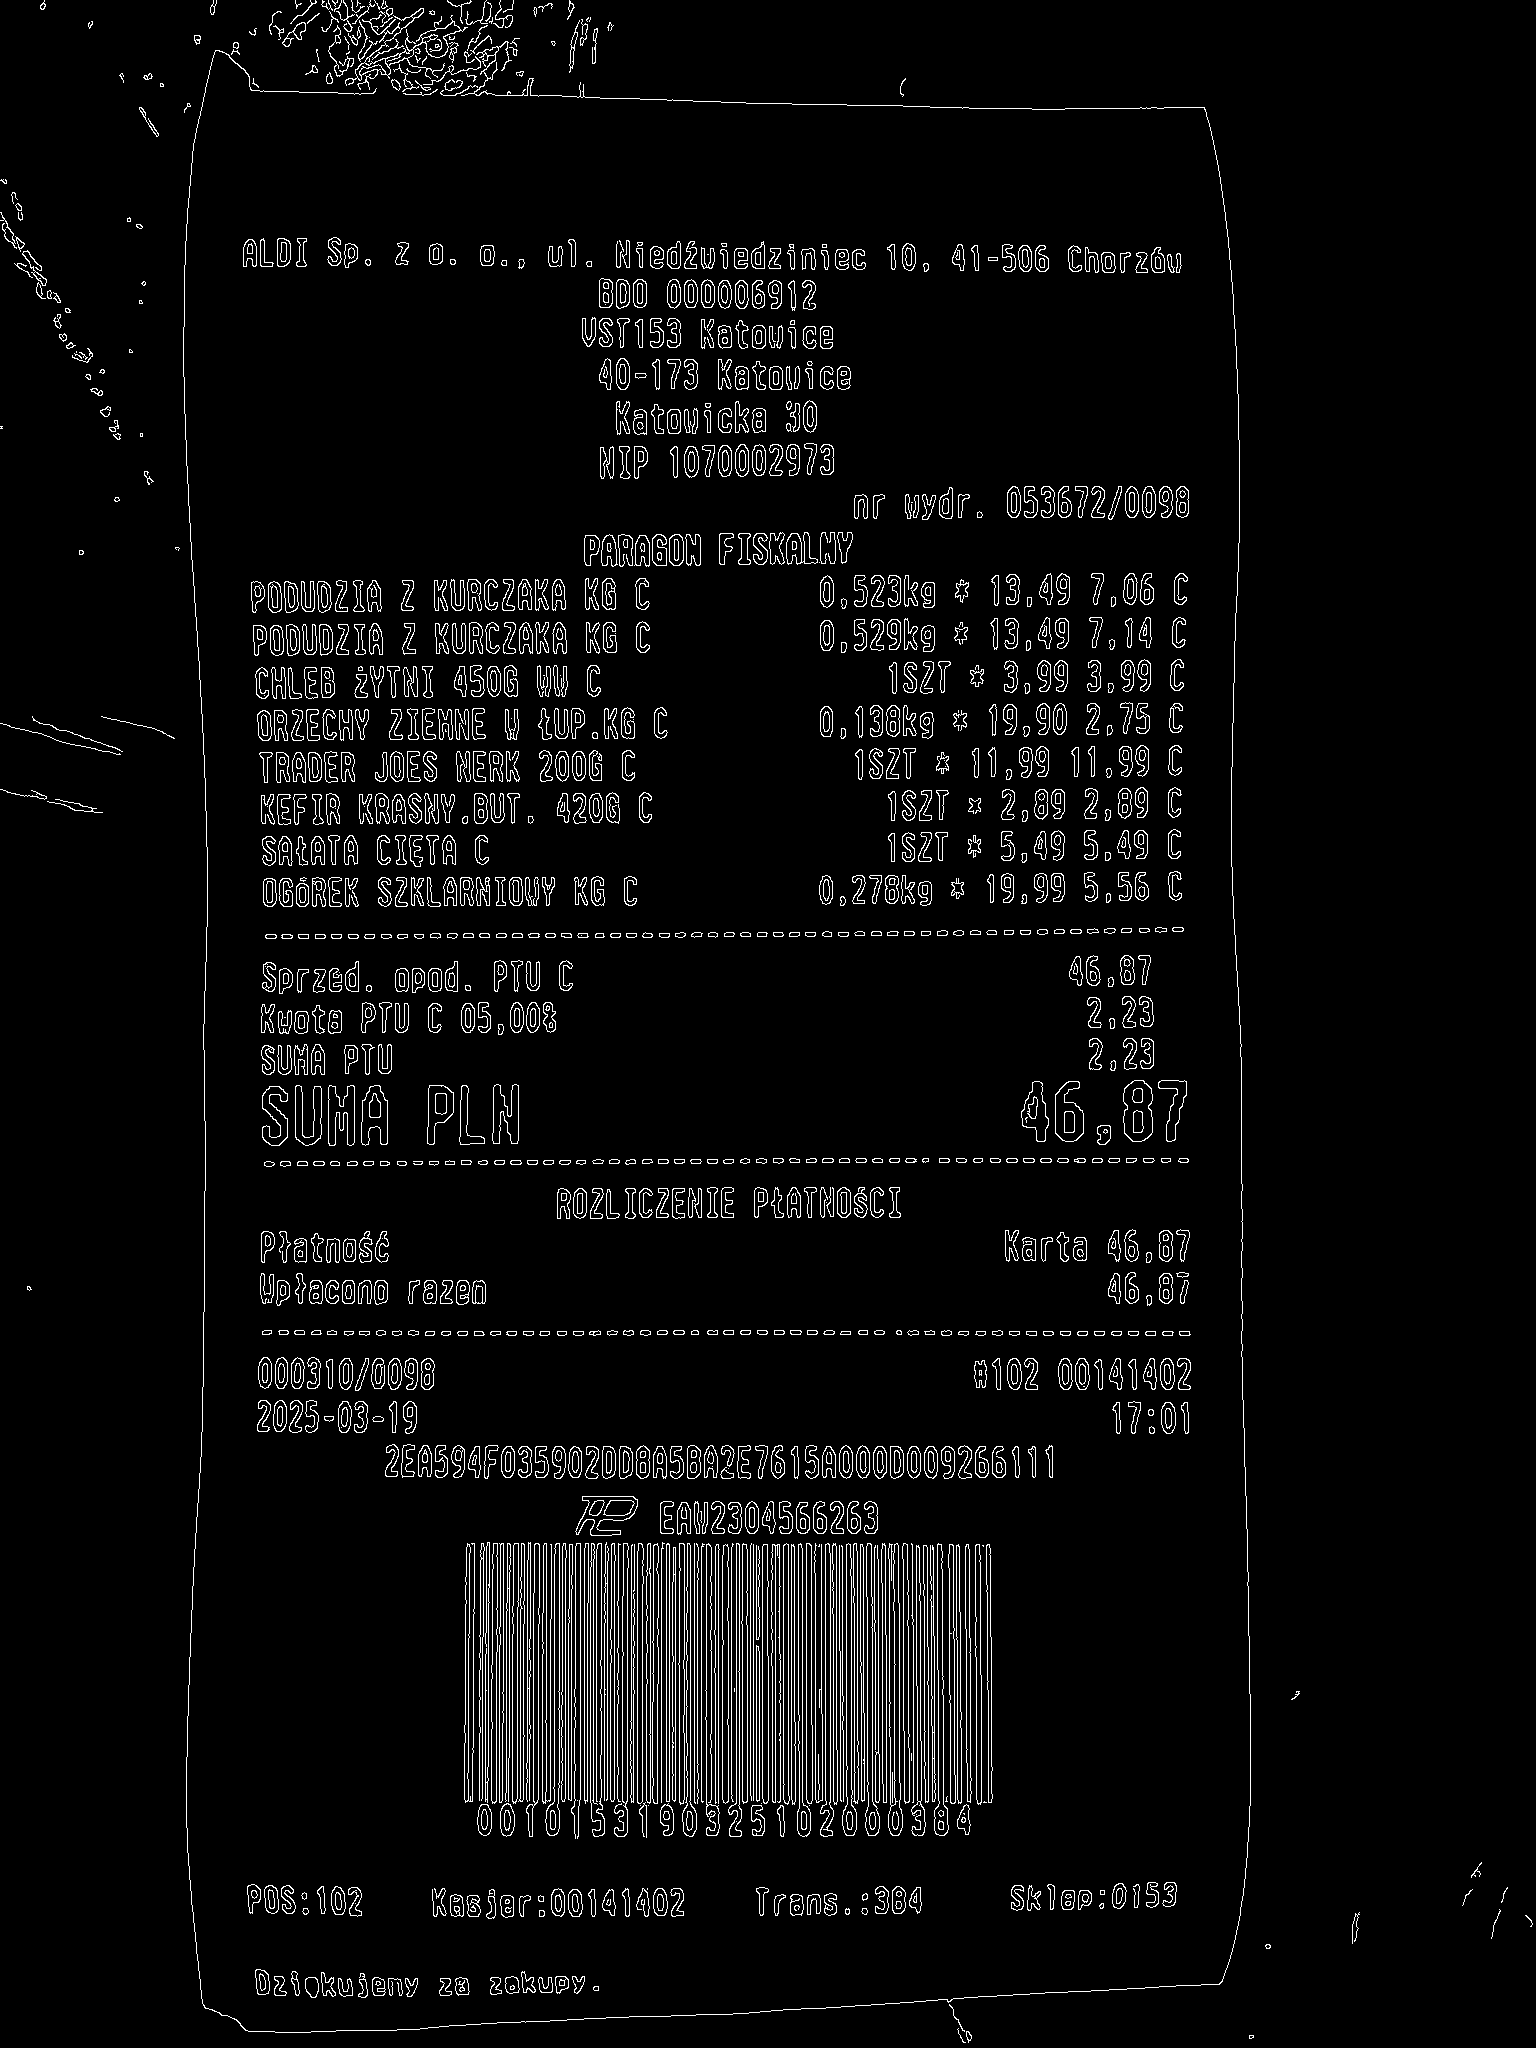 ALDI Sp. z o. o., ul. Niedźwiedziniec 10, 41-506 Chorzów
BDO 000006912
VST153 Katowice
40-173 Katowice
Katowicka 30
NIP 1070002973
nr wydr. 053672/0098
PARAGON FISKALNY
PODUDZIA Z KURCZAKA KG C 0,523kg * 13,49 7,06 C
PODUDZIA Z KURCZAKA KG C 0,529kg * 13,49 7,14 C
CHLEB ŻYTNI 450G WW C 1SZT * 3,99 3,99 C
ORZECHY ZIEMNE W ŁUP.KG C 0,138kg * 19,90 2,75 C
TRADER JOES NERK 200G C 1SZT * 11,99 11,99 C
KEFIR KRASNY.BUT. 420G C 1SZT * 2,89 2,89 C
SAŁATA CIĘTA C 1SZT * 5,49 5,49 C
OGÓREK SZKLARNIOWY KG C 0,278kg * 19,99 5,56 C
Sprzed. opod. PTU C 46,87
Kwota PTU C 05,00% 2,23
SUMA PTU 2,23
SUMA PLN 46,87
ROZLICZENIE PŁATNOŚCI
Płatność Karta 46,87
Wpłacono razem 46,87
000310/0098 #102 00141402
2025-03-19 17:01
2EA594F035902DD8A5BA2E7615A000D009266111
EAW2304566263
0010153190325102000384
POS:102 Kasjer:00141402 Trans.:384 Sklep:0153
Dziękujemy za zakupy.